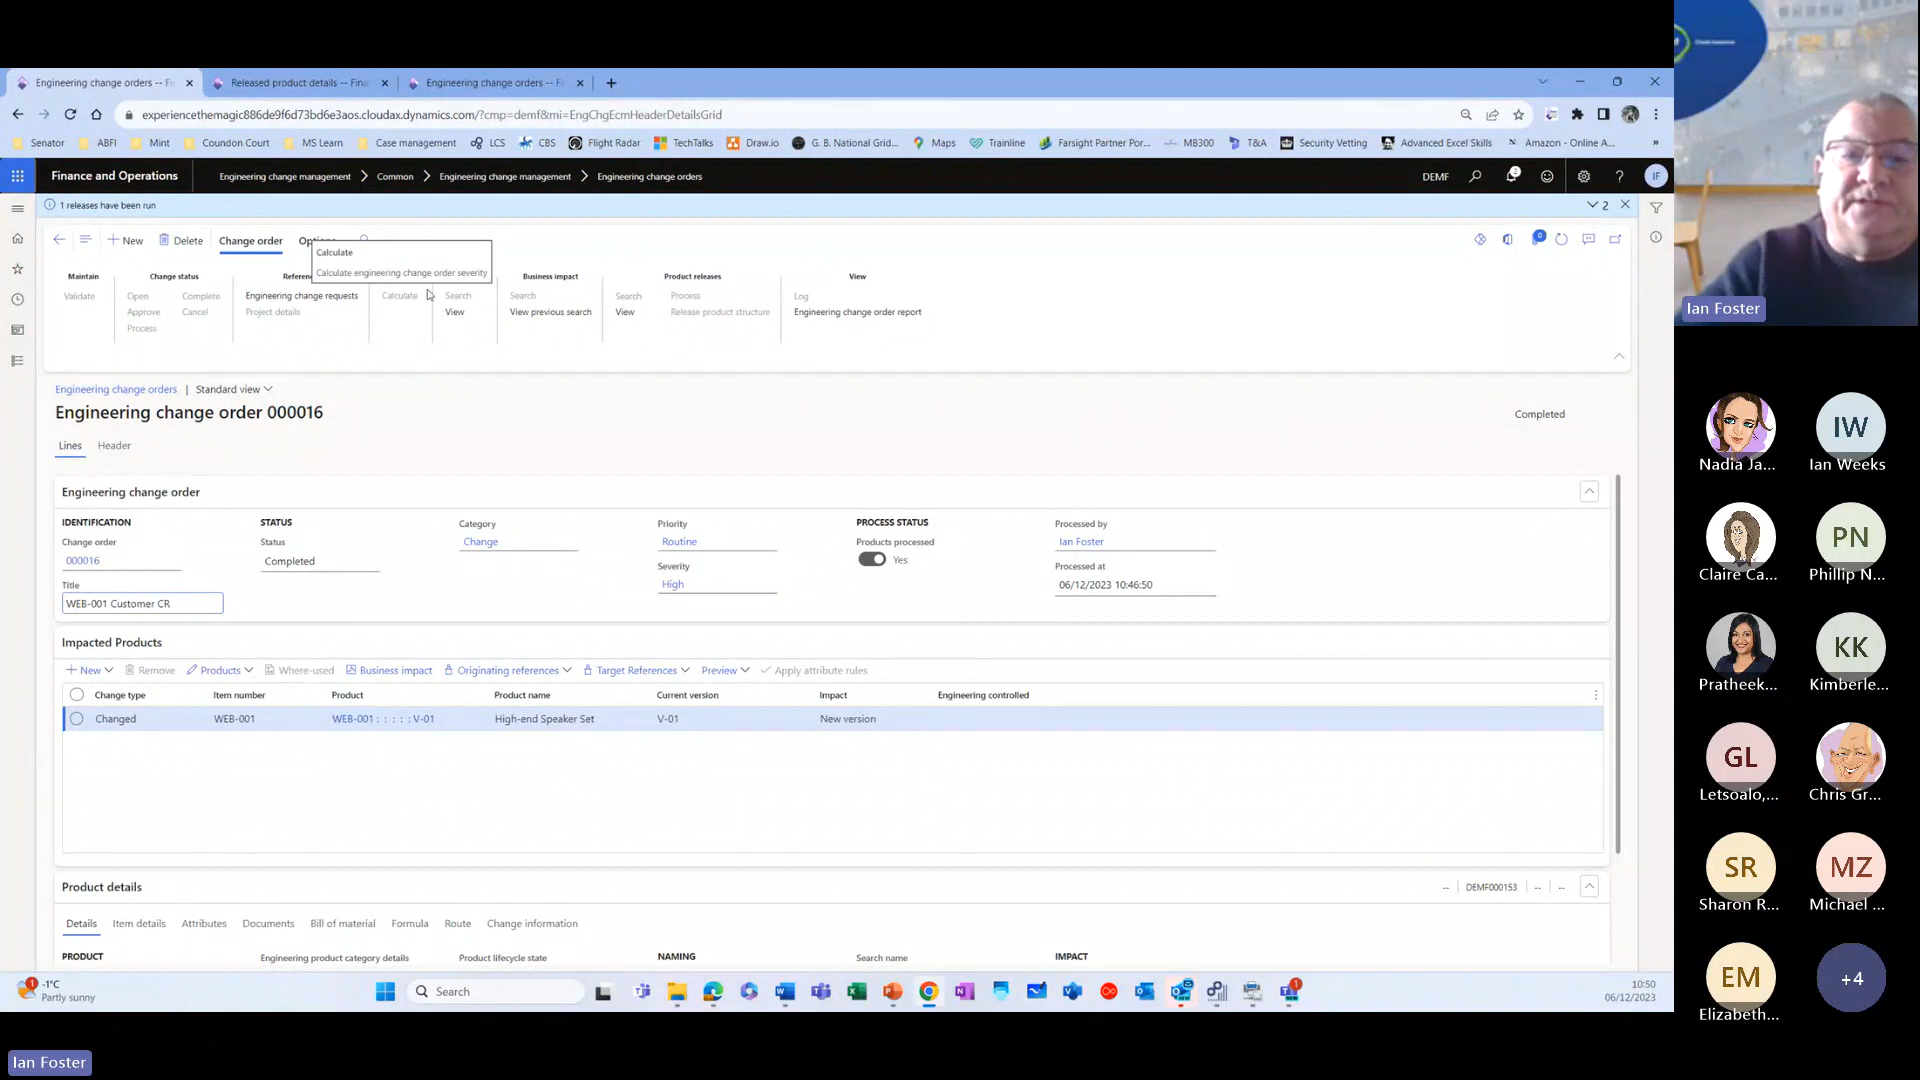 Engineering change orders -- Fi
Released product details -- Fina
Engineering change orders -- Fi
experiencethemagic886de9f6d73bd6e3aos.cloudax.dynamics.com/?cmp=demf&mi=EngChgEcmHeaderDetailsGrid
Senator
ABFI
Mint
Coundon Court
MS Learn
Case management
LCS
CBS
Flight Radar
TechTalks
Draw.io
G. B. National Grid...
Maps
Trainline
Farsight Partner Por...
MB300
T&A
Security Vetting
Advanced Excel Skills
Amazon - Online A...
»
Finance and Operations
Engineering change management
Common
Engineering change management
Engineering change orders
DEMF
2
?
IF
1 releases have been run
2
New
Delete
Change order
Options
0
Calculate
Calculate engineering change order severity
Maintain
Validate
Change status
Open
Complete
Approve
Cancel
Process
Engineering change requests
Project details
Calculate
Search
View
Business impact
Search
View previous search
Product releases
Search
Process
View
Release product structure
View
Log
Engineering change order report
Engineering change orders | Standard view
Engineering change order 000016
Completed
Lines
Header
Engineering change order
IDENTIFICATION
Change order
000016
Title
WEB-001 Customer CR
STATUS
Status
Completed
Category
Change
Priority
Routine
Severity
High
PROCESS STATUS
Products processed
Yes
Processed by
Ian Foster
Processed at
06/12/2023 10:46:50
Impacted Products
New
Remove
Products
Where-used
Business impact
Originating references
Target References
Preview
Apply attribute rules
Change type
Item number
Product
Product name
Current version
Impact
Engineering controlled
Changed
WEB-001
WEB-001 : : : : : V-01
High-end Speaker Set
V-01
New version
Product details
--
DEMF000153
--
--
Details
Item details
Attributes
Documents
Bill of material
Formula
Route
Change information
PRODUCT
Engineering product category details
Product lifecycle state
NAMING
Search name
IMPACT
1
-1°C
Partly sunny
Search
1
10:50
06/12/2023
Ian Foster
Ian Foster
Nadia Ja...
IW
Ian Weeks
Claire Ca...
PN
Phillip N...
Pratheek...
KK
Kimberle...
GL
Letsoalo,...
Chris Gr...
SR
Sharon R...
MZ
Michael ...
EM
Elizabeth...
+4